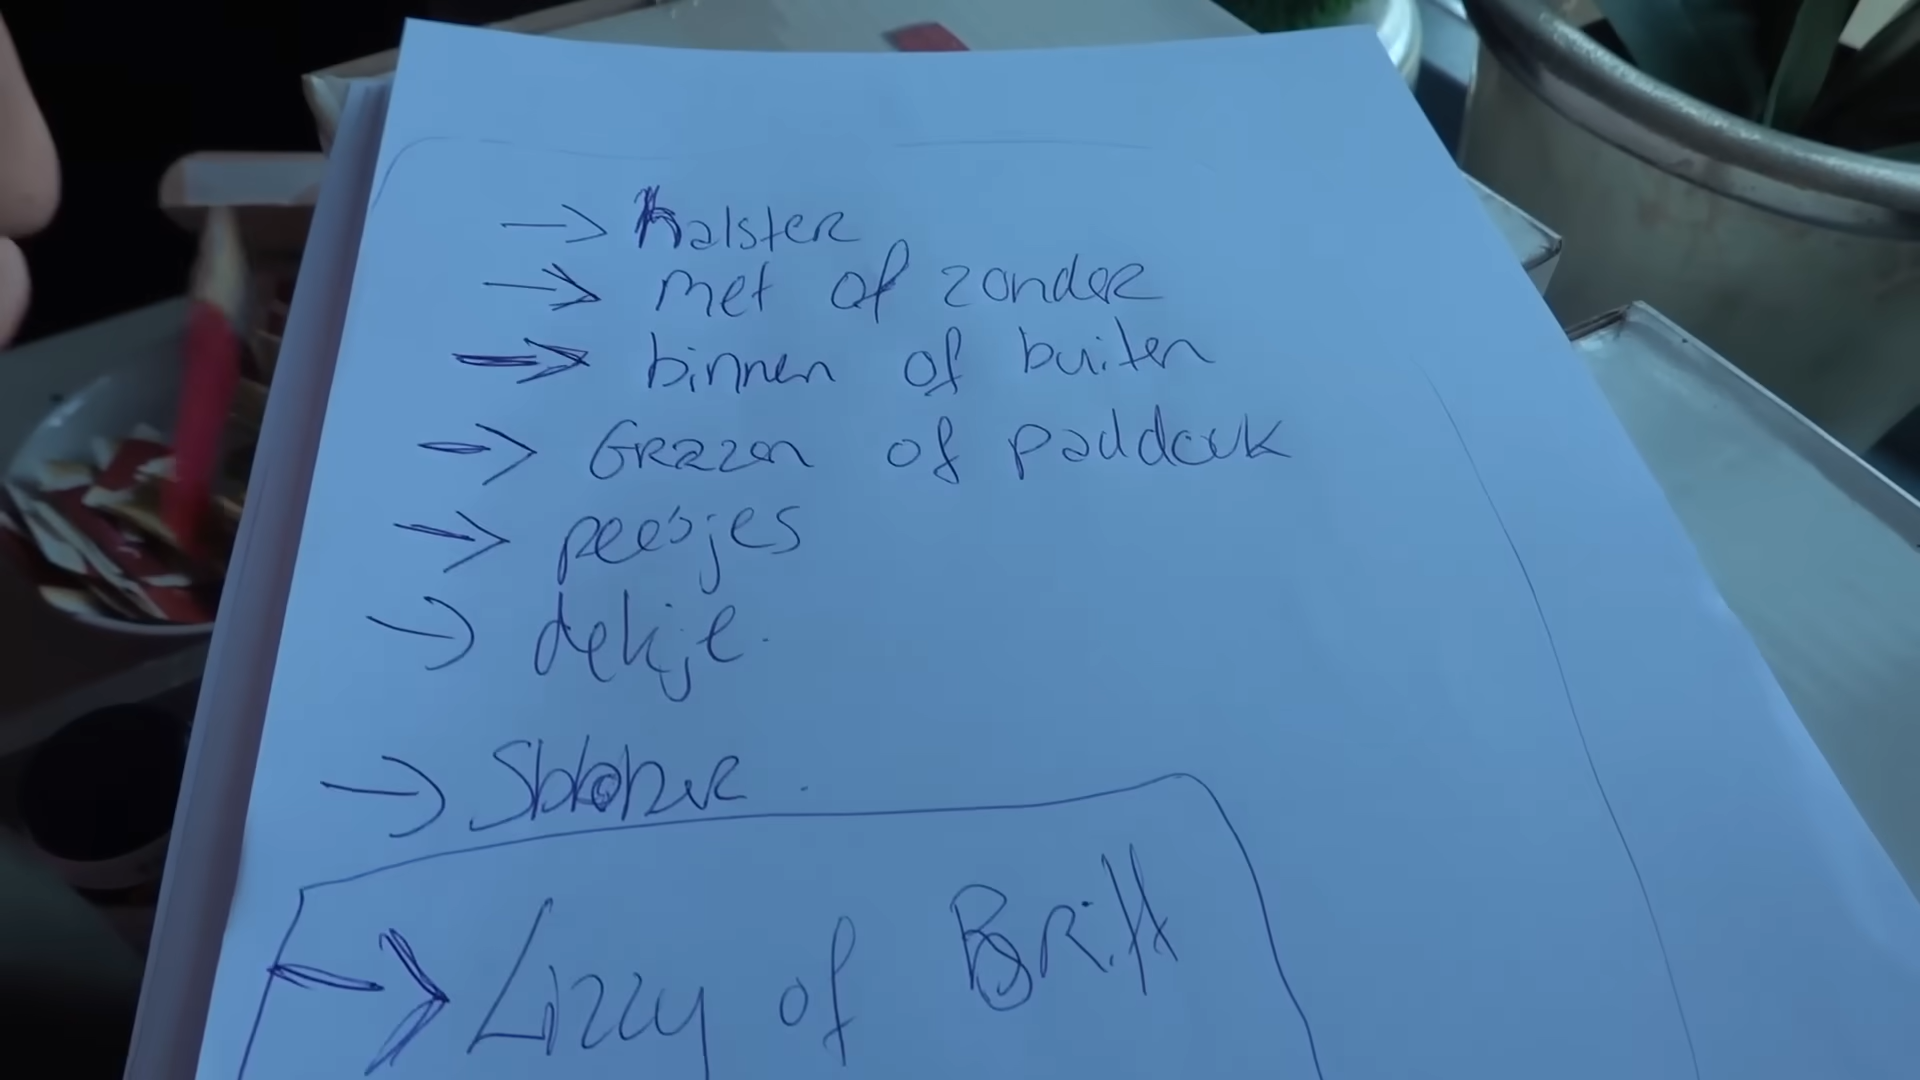 → halster
→ met of zonder
→ binnen of buiten
→ Grazen of paddock
→ peesjes
→ dekje.
→ Lizzy of Britt